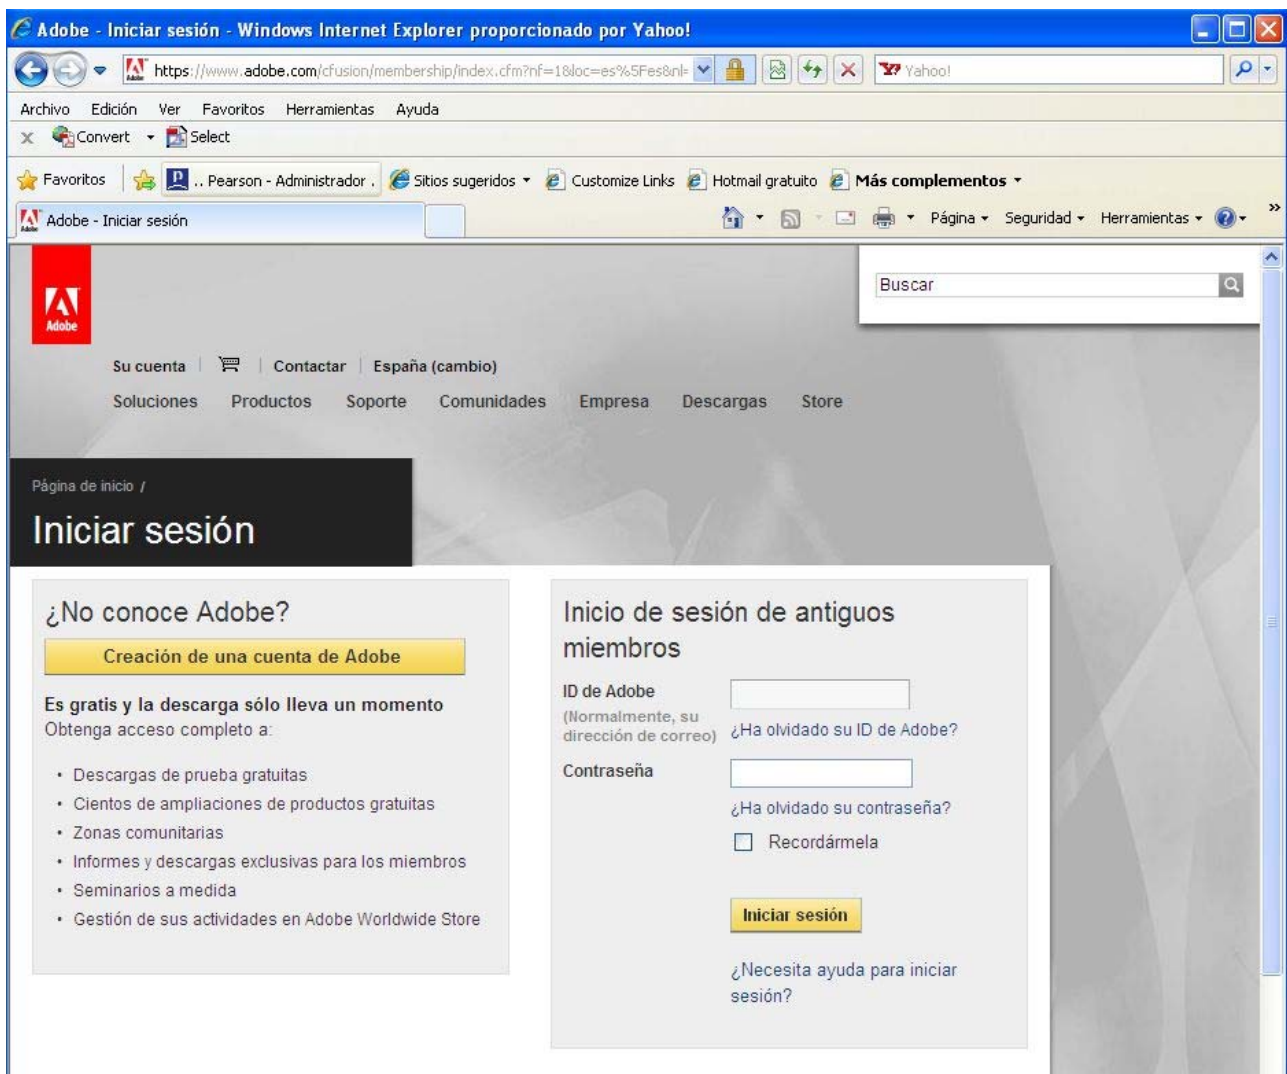 Adobe - Iniciar sesión - Windows Internet Explorer proporcionado por Yahoo!
https://www.adobe.com/cfusion/membership/index.cfm?nf=1&loc=es%5Fes&nl=
Yahoo!
Archivo Edición Ver Favoritos Herramientas Ayuda
x Convert Select
Favoritos .. Pearson - Administrador . Sitios sugeridos Customize Links Hotmail gratuito Más complementos
Adobe - Iniciar sesión Página Seguridad Herramientas »
Buscar
Adobe
Su cuenta | | Contactar | España (cambio)
Soluciones Productos Soporte Comunidades Empresa Descargas Store
Página de inicio /
Iniciar sesión
¿No conoce Adobe?
Creación de una cuenta de Adobe
Es gratis y la descarga sólo lleva un momento
Obtenga acceso completo a:
• Descargas de prueba gratuitas
• Cientos de ampliaciones de productos gratuitas
• Zonas comunitarias
• Informes y descargas exclusivas para los miembros
• Seminarios a medida
• Gestión de sus actividades en Adobe Worldwide Store
Inicio de sesión de antiguos
miembros
ID de Adobe
(Normalmente, su
dirección de correo)
¿Ha olvidado su ID de Adobe?
Contraseña
¿Ha olvidado su contraseña?
Recordármela
Iniciar sesión
¿Necesita ayuda para iniciar
sesión?